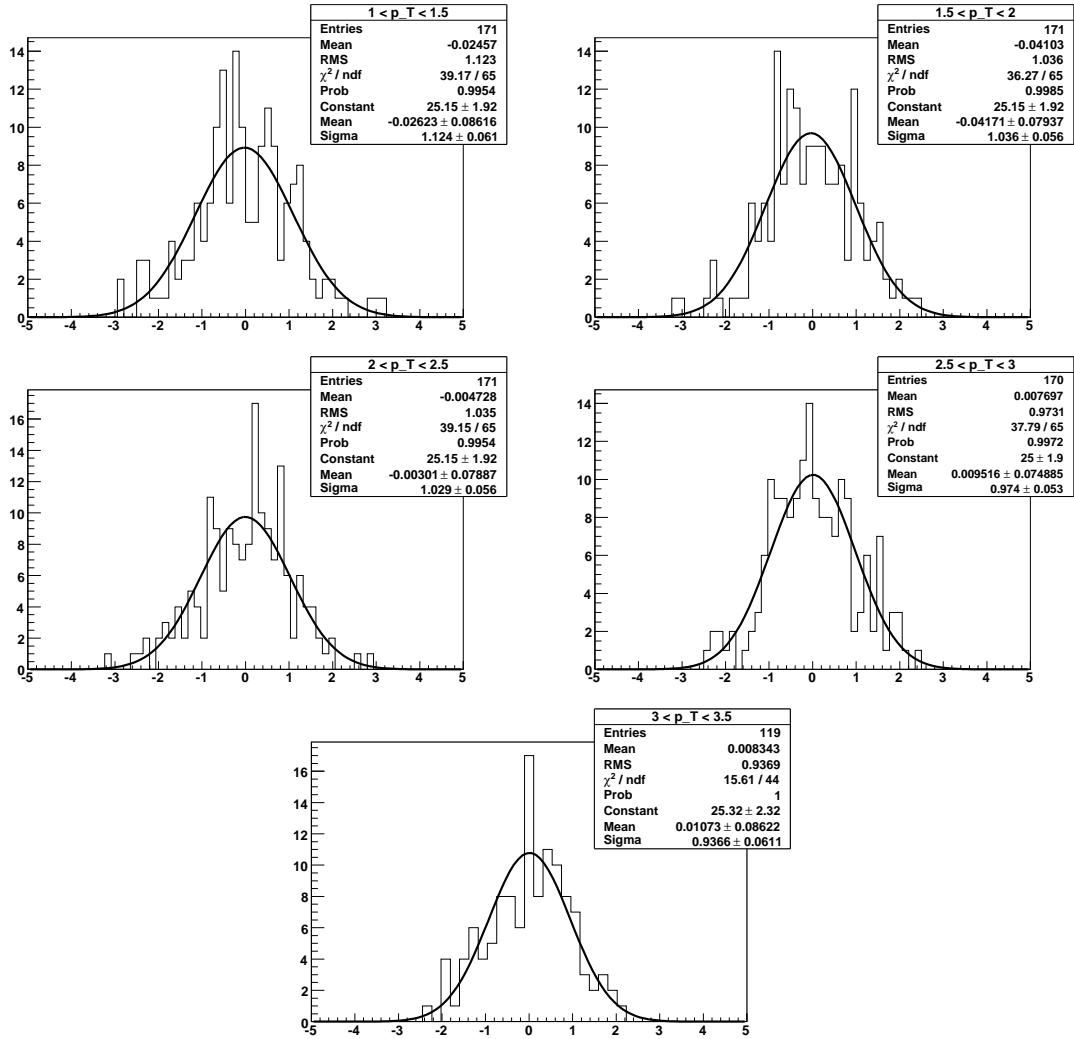 1 < p_T < 1.5
Entries 171
Mean -0.02457
RMS 1.123
χ² / ndf 39.17 / 65
Prob 0.9954
Constant 25.15 ± 1.92
Mean -0.02623 ± 0.08616
Sigma 1.124 ± 0.061
14
12
10
8
6
4
2
0
-5 -4 -3 -2 -1 0 1 2 3 4 5
1.5 < p_T < 2
Entries 171
Mean -0.04103
RMS 1.036
χ² / ndf 36.27 / 65
Prob 0.9985
Constant 25.15 ± 1.92
Mean -0.04171 ± 0.07937
Sigma 1.036 ± 0.056
14
12
10
8
6
4
2
0
-5 -4 -3 -2 -1 0 1 2 3 4 5
2 < p_T < 2.5
Entries 171
Mean -0.004728
RMS 1.035
χ² / ndf 39.15 / 65
Prob 0.9954
Constant 25.15 ± 1.92
Mean -0.00301 ± 0.07887
Sigma 1.029 ± 0.056
16
14
12
10
8
6
4
2
0
-5 -4 -3 -2 -1 0 1 2 3 4 5
2.5 < p_T < 3
Entries 170
Mean 0.007697
RMS 0.9731
χ² / ndf 37.79 / 65
Prob 0.9972
Constant 25 ± 1.9
Mean 0.009516 ± 0.074885
Sigma 0.974 ± 0.053
14
12
10
8
6
4
2
0
-5 -4 -3 -2 -1 0 1 2 3 4 5
3 < p_T < 3.5
Entries 119
Mean 0.008343
RMS 0.9369
χ² / ndf 15.61 / 44
Prob 1
Constant 25.32 ± 2.32
Mean 0.01073 ± 0.08622
Sigma 0.9366 ± 0.0611
16
14
12
10
8
6
4
2
0
-5 -4 -3 -2 -1 0 1 2 3 4 5